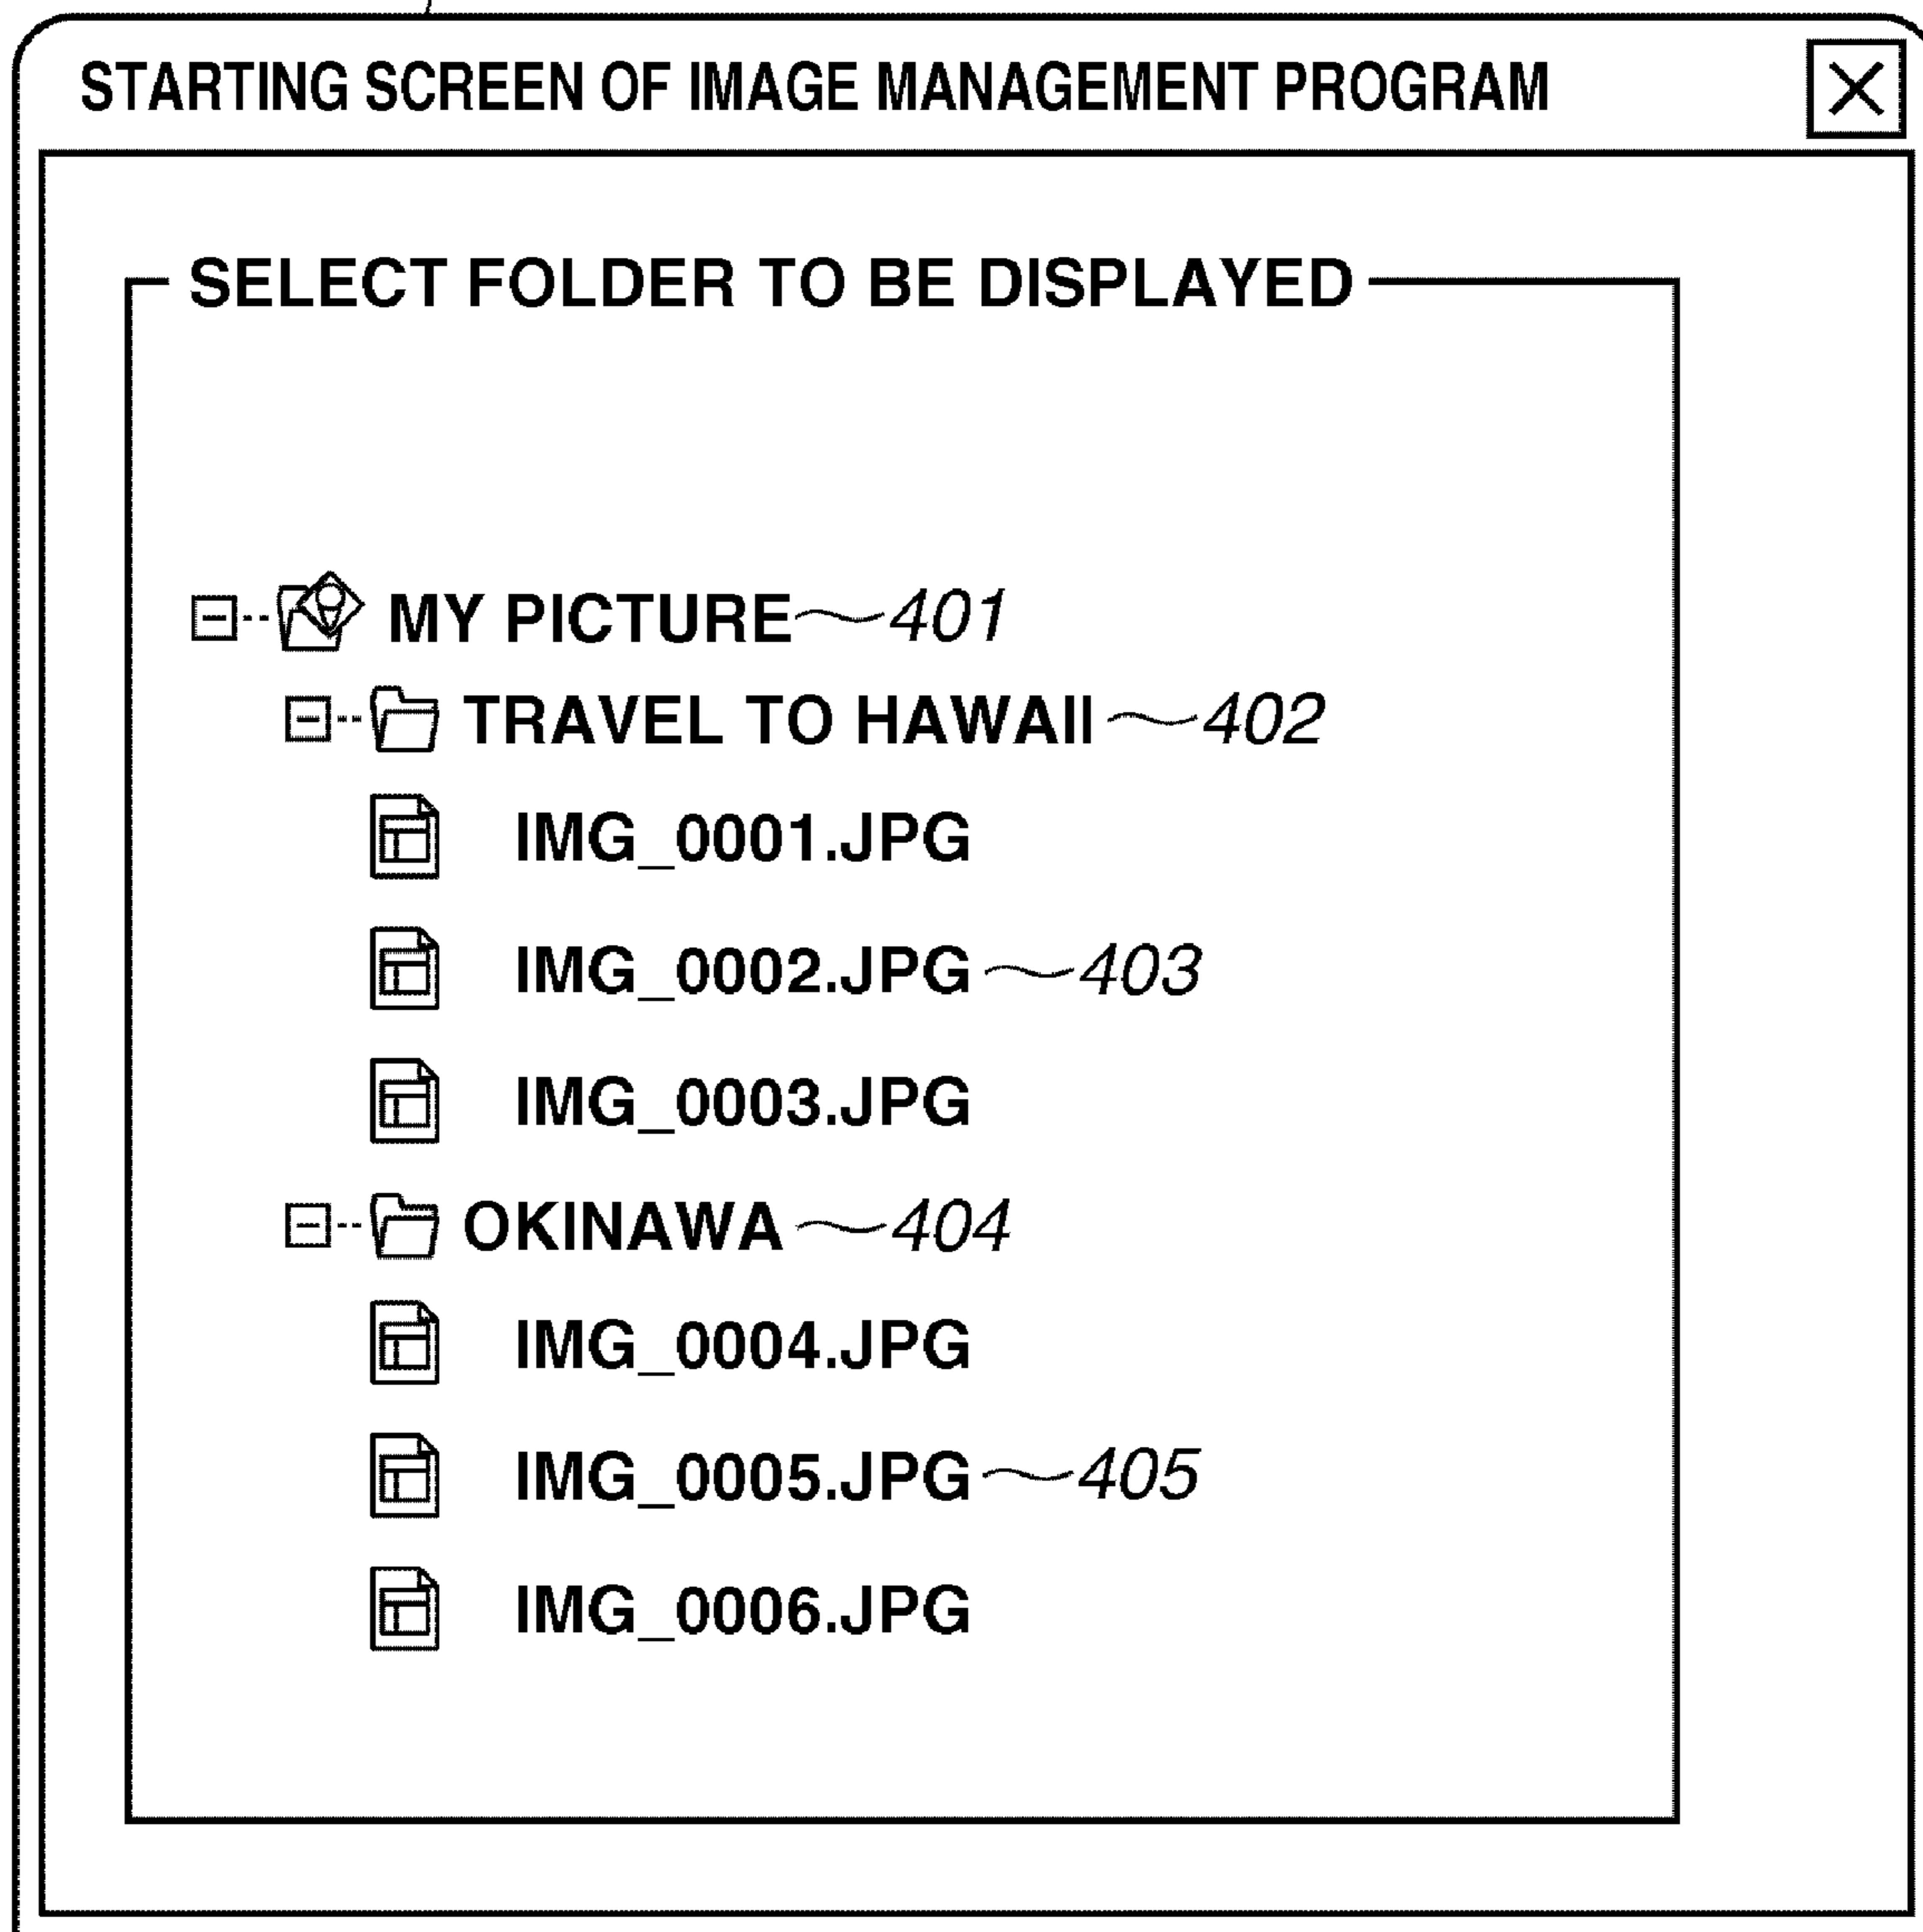 STARTING SCREEN OF IMAGE MANAGEMENT PROGRAM
SELECT FOLDER TO BE DISPLAYED
MY PICTURE 401
TRAVEL TO HAWAII 402
IMG_0001.JPG
IMG_0002.JPG 403
IMG_0003.JPG
OKINAWA 404
IMG_0004.JPG
IMG_0005.JPG 405
IMG_0006.JPG